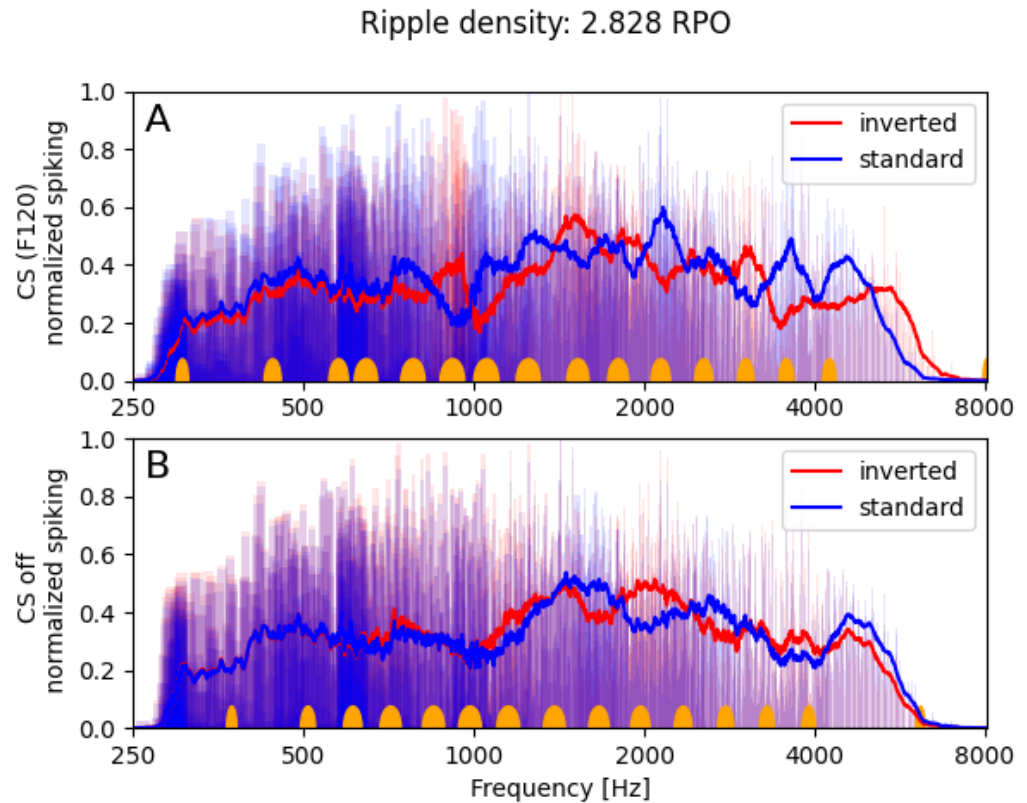 Ripple density: 2.828 RPO
A
inverted
standard
CS (F120)
normalized spiking
1.0
0.8
0.6
0.4
0.2
0.0
250
500
1000
2000
4000
8000
B
inverted
standard
CS off
normalized spiking
1.0
0.8
0.6
0.4
0.2
0.0
250
500
1000
2000
4000
8000
Frequency [Hz]